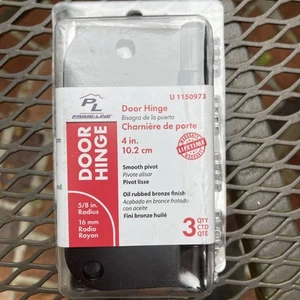 PL
PRIME-LINE
U 1150973
Door Hinge
Bisagra de la puerta
Charnière de porte
4 in.
10.2 cm
LIFETIME
Smooth pivot
Pivote alisar
Pivot lisse
Oil rubbed bronze finish
Acabado en bronce frotado
con aceite
Fini bronze huilé
DOOR
HINGE
5/8 in.
Radius
16 mm
Radio
Rayon
3 QTY
CTD
QTÉ